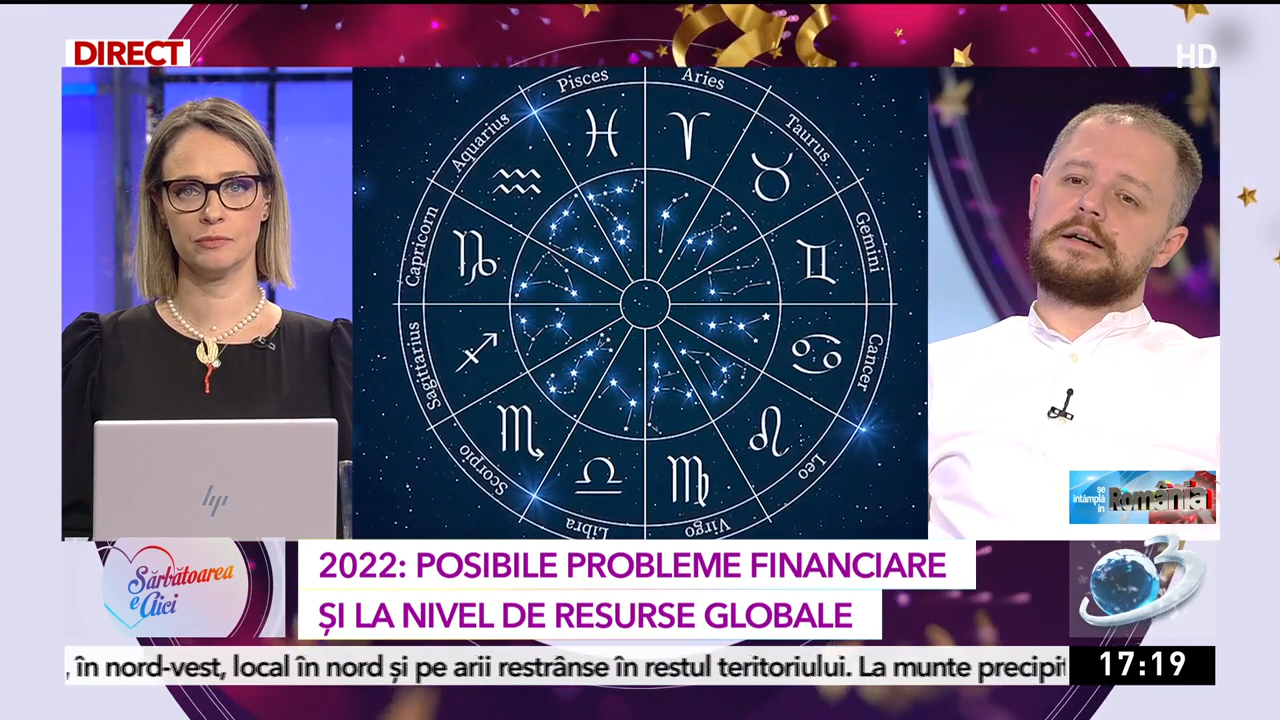 DIRECT
HD
Pisces
Aries
Aquarius
Taurus
Capricorn
Gemini
Sagittarius
Cancer
Scorpio
Leo
Libra
Virgo
hp
se
întâmplă
în
România
Sărbătoarea
e Aici
3
2022: POSIBILE PROBLEME FINANCIARE
ȘI LA NIVEL DE RESURSE GLOBALE
, în nord-vest, local în nord și pe arii restrânse în restul teritoriului. La munte precipit
17:19